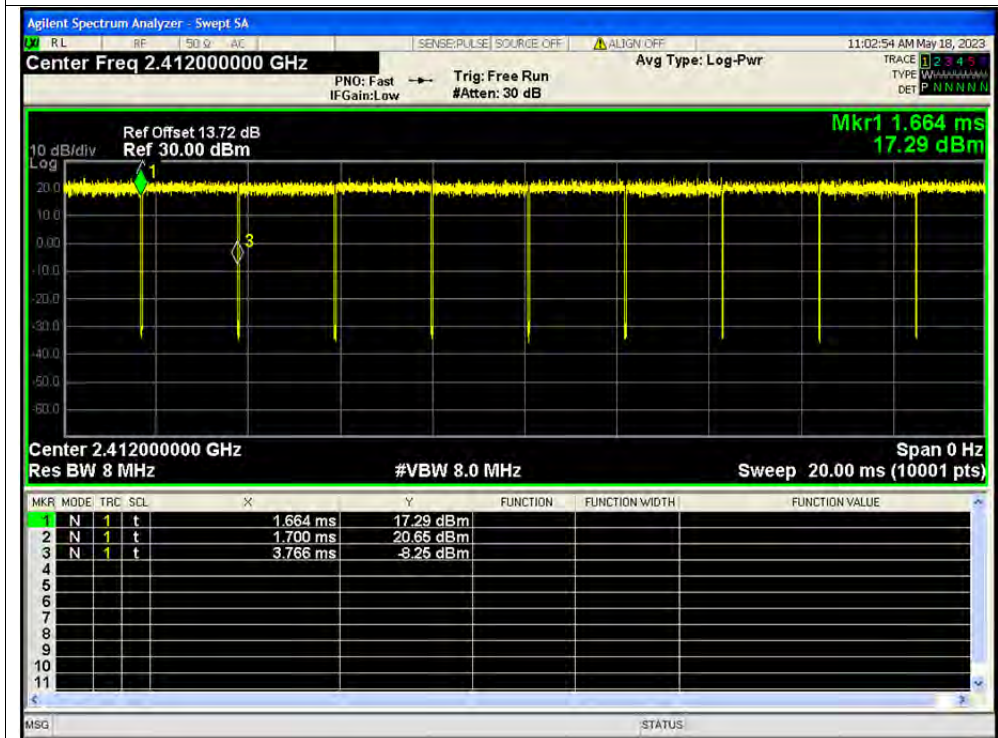 Agilent Spectrum Analyzer - Swept SA
LXI RL RF 50 Ω AC SENSE:PULSE SOURCE OFF ALIGN OFF 11:02:54 AM May 18, 2023
Center Freq 2.412000000 GHz Avg Type: Log-Pwr TRACE 1 2 3 4 5 6
PNO: Fast Trig: Free Run TYPE W
IFGain:Low #Atten: 30 dB DET P N N N N N
Mkr1 1.664 ms
Ref Offset 13.72 dB
10 dB/div Ref 30.00 dBm 17.29 dBm
Log
1
20.0
10.0
0.00
3
-10.0
-20.0
-30.0
-40.0
-50.0
-60.0
Center 2.412000000 GHz Span 0 Hz
Res BW 8 MHz #VBW 8.0 MHz Sweep 20.00 ms (10001 pts)
MKR MODE TRC SCL X Y FUNCTION FUNCTION WIDTH FUNCTION VALUE
1 N 1 t 1.664 ms 17.29 dBm
2 N 1 t 1.700 ms 20.65 dBm
3 N 1 t 3.766 ms -8.25 dBm
4
5
6
7
8
9
10
11
MSG STATUS